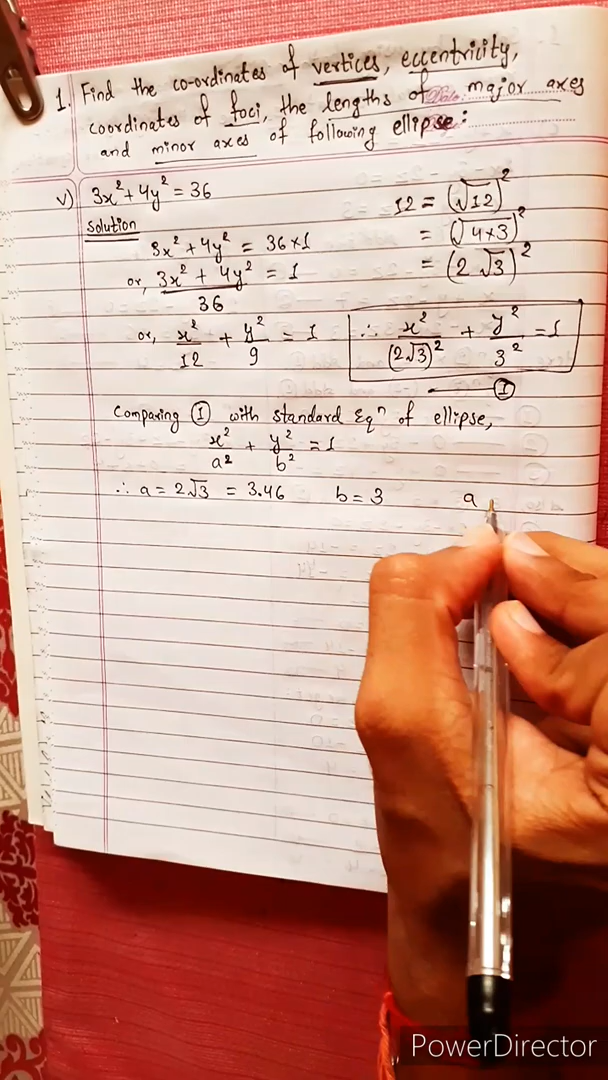 1. Find the co-ordinates of vertices, eccentricity,
coordinates of foci, the lengths of major axes
and minor axes of following ellipse:
v) 3x² + 4y² = 36
Solution
3x² + 4y² = 36×1
or, (3x² + 4y²)/36 = 1
or, x²/12 + y²/9 = 1
12 = (√12)²
= (√4×3)²
= (2√3)²
∴ x²/(2√3)² + y²/3² = 1
← ①
Comparing ① with standard Eqⁿ of ellipse,
x²/a² + y²/b² = 1
∴ a = 2√3 = 3.46 b = 3 a
PowerDirector